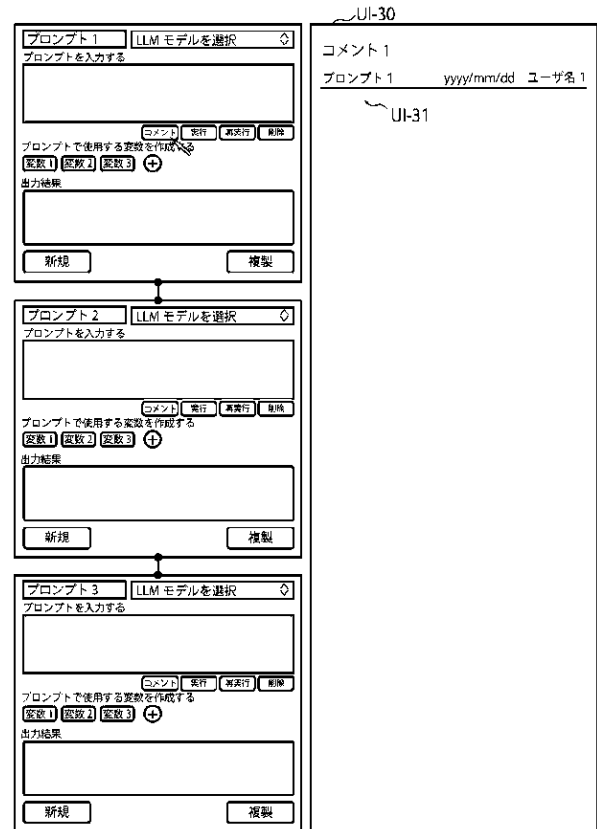 UI-30
プロンプト 1 LLM モデルを選択
プロンプトを入力する
コメント 実行 再実行 削除
プロンプトで使用する変数を作成する
変数 1 変数 2 変数 3
出力結果
新規 複製
プロンプト 2 LLM モデルを選択
プロンプトを入力する
コメント 実行 再実行 削除
プロンプトで使用する変数を作成する
変数 1 変数 2 変数 3
出力結果
新規 複製
プロンプト 3 LLM モデルを選択
プロンプトを入力する
コメント 実行 再実行 削除
プロンプトで使用する変数を作成する
変数 1 変数 2 変数 3
出力結果
新規 複製
コメント 1
プロンプト 1 yyyy/mm/dd ユーザ名 1
UI-31